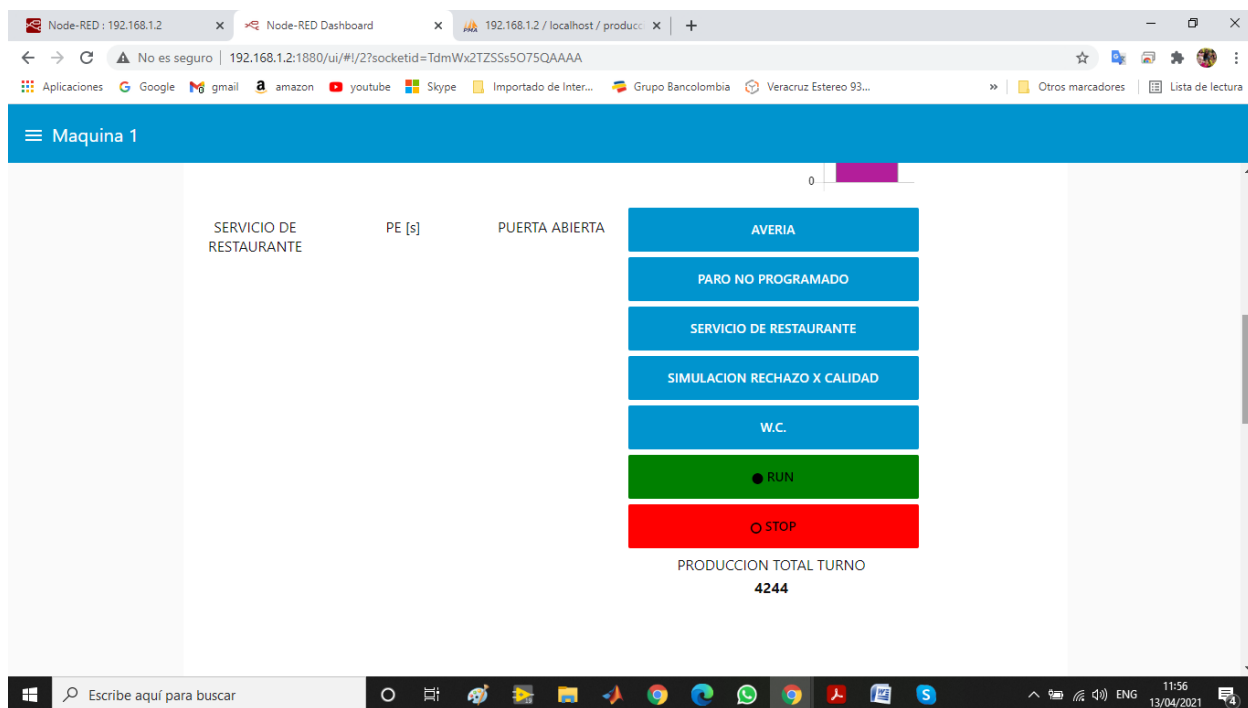 Node-RED : 192.168.1.2
Node-RED Dashboard
192.168.1.2 / localhost / producci
No es seguro
192.168.1.2:1880/ui/#!/2?socketid=TdmWx2TZSSs5O75QAAAA
Aplicaciones
Google
gmail
amazon
youtube
Skype
Importado de Inter...
Grupo Bancolombia
Veracruz Estereo 93...
»
Otros marcadores
Lista de lectura
Maquina 1
0
SERVICIO DE
RESTAURANTE
PE [s]
PUERTA ABIERTA
AVERIA
PARO NO PROGRAMADO
SERVICIO DE RESTAURANTE
SIMULACION RECHAZO X CALIDAD
W.C.
RUN
STOP
PRODUCCION TOTAL TURNO
4244
Escribe aquí para buscar
ENG
11:56
13/04/2021
4